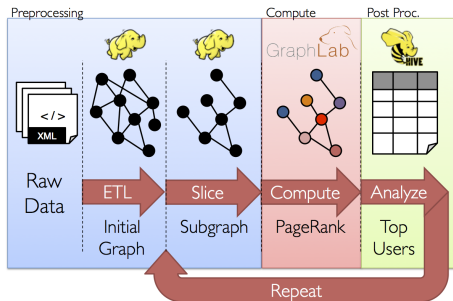 Preprocessing
Compute
Post Proc.
GraphLab
HIVE
</>
XML
Raw
Data
ETL
Slice
Compute
Analyze
Initial
Graph
Subgraph
PageRank
Top
Users
Repeat